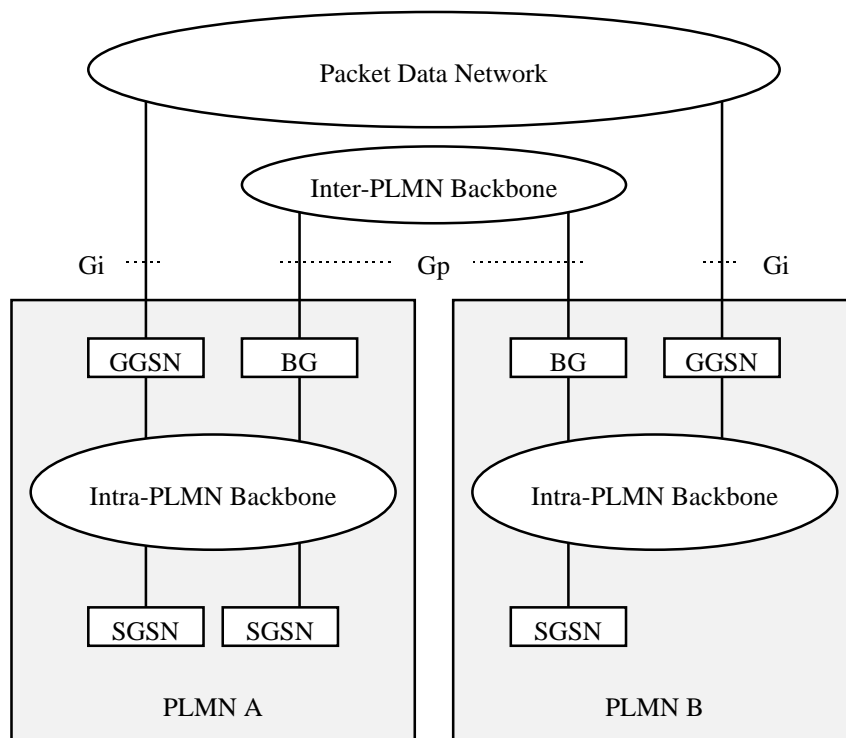 Packet Data Network
Inter-PLMN Backbone
Gi
Gp
Gi
GGSN
BG
BG
GGSN
Intra-PLMN Backbone
Intra-PLMN Backbone
SGSN
SGSN
SGSN
PLMN A
PLMN B